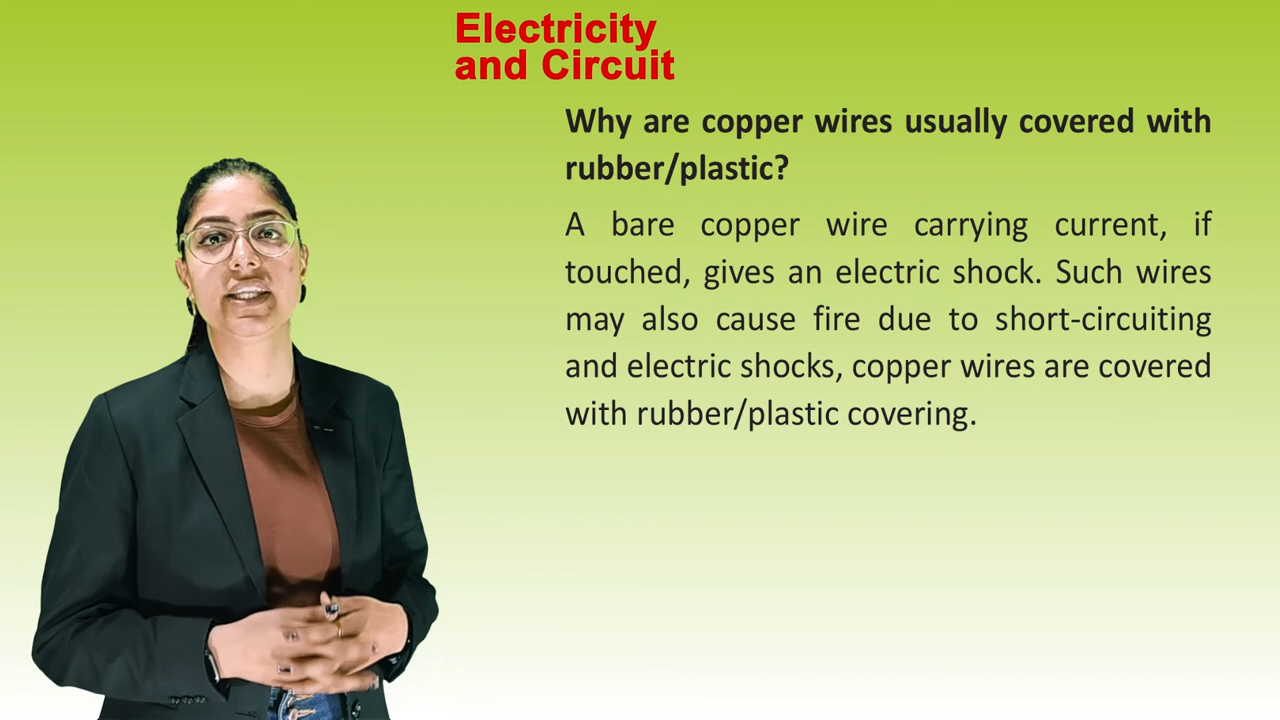 Electricity
and Circuit
Why are copper wires usually covered with
rubber/plastic?
A bare copper wire carrying current, if
touched, gives an electric shock. Such wires
may also cause fire due to short-circuiting
and electric shocks, copper wires are covered
with rubber/plastic covering.